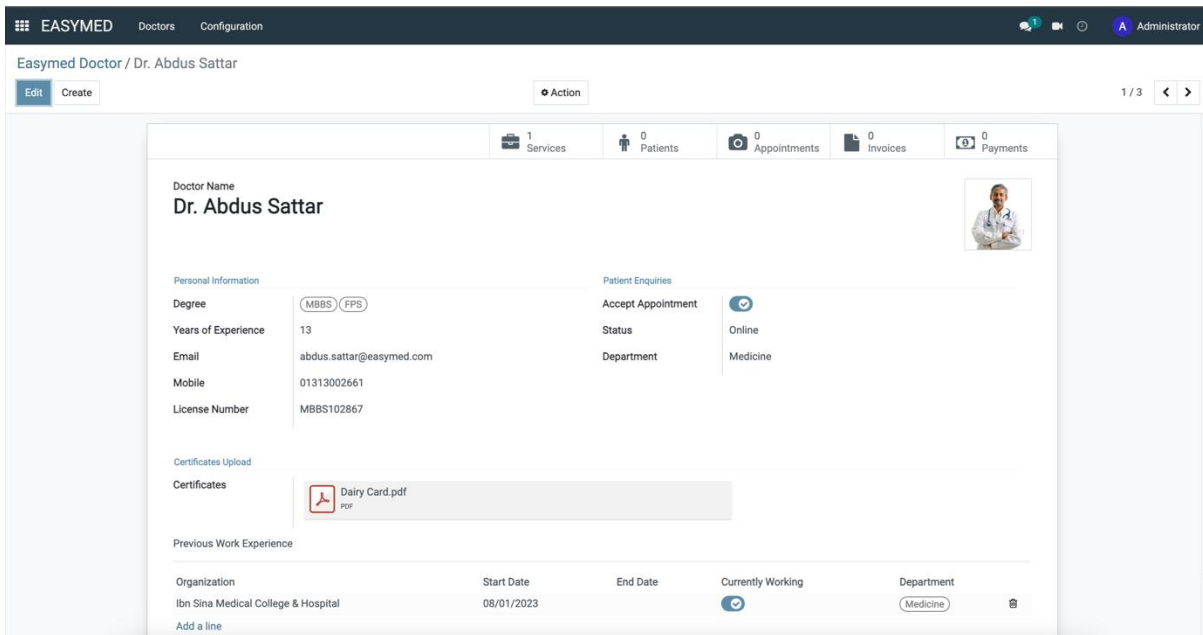 EASYMED Doctors Configuration 1 A Administrator
Easymed Doctor / Dr. Abdus Sattar
Edit Create Action 1 / 3
1 Services 0 Patients 0 Appointments 0 Invoices 0 Payments
Doctor Name
Dr. Abdus Sattar
Personal Information Patient Enquiries
Degree MBBS FPS Accept Appointment
Years of Experience 13 Status Online
Email abdus.sattar@easymed.com Department Medicine
Mobile 01313002661
License Number MBBS102867
Certificates Upload
Certificates Dairy Card.pdf
PDF
Previous Work Experience
Organization Start Date End Date Currently Working Department
Ibn Sina Medical College & Hospital 08/01/2023 Medicine
Add a line